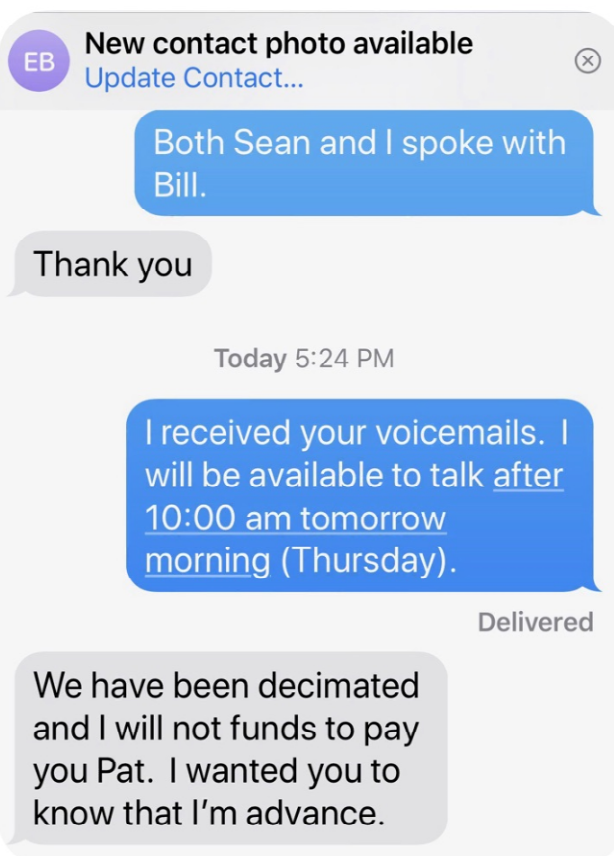 EB
New contact photo available
Update Contact...
Both Sean and I spoke with
Bill.
Thank you
Today 5:24 PM
I received your voicemails.  I
will be available to talk after
10:00 am tomorrow
morning (Thursday).
Delivered
We have been decimated
and I will not funds to pay
you Pat.  I wanted you to
know that I’m advance.